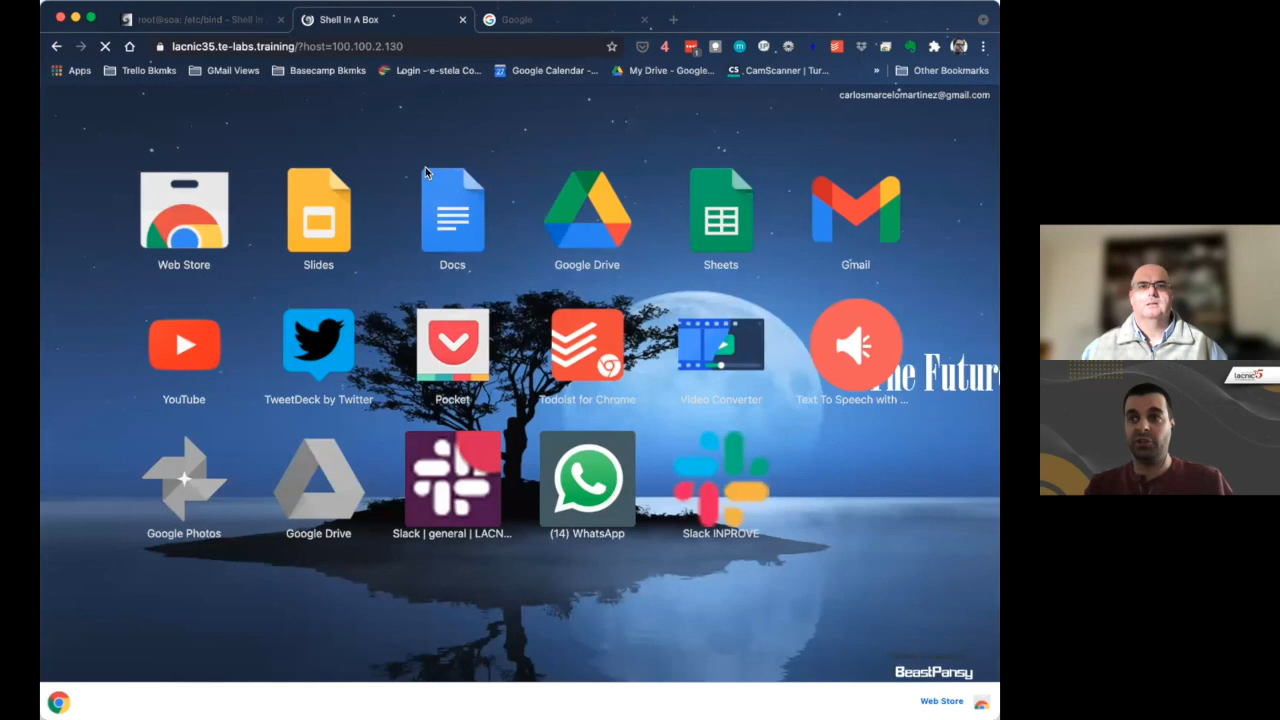 root@soa: /etc/bind - Shell In
Shell In A Box
Google
lacnic35.te-labs.training/?host=100.100.2.130
Apps
Trello Bkmks
GMail Views
Basecamp Bkmks
Login - e-stela Co...
Google Calendar -...
My Drive - Google...
CS CamScanner | Tur...
»
Other Bookmarks
carlosmarcelomartinez@gmail.com
Web Store
Slides
Docs
Google Drive
Sheets
Gmail
YouTube
TweetDeck by Twitter
Pocket
Todoist for Chrome
Video Converter
Text To Speech with ...
The Future
Google Photos
Google Drive
Slack | general | LACN...
(14) WhatsApp
Slack INPROVE
BeastPansy
Web Store
lacnic35